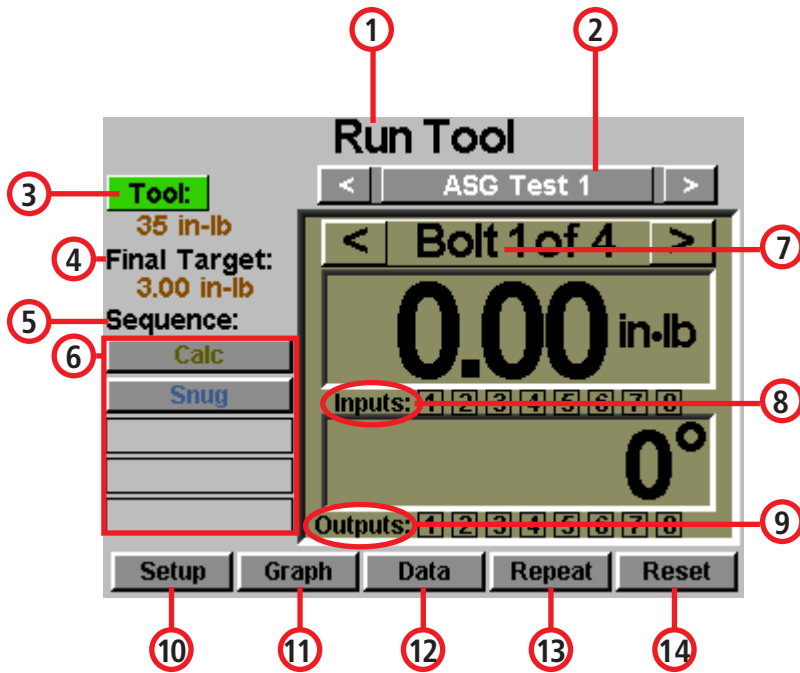 1
2
Run Tool
< ASG Test 1 >
3
Tool:
35 in-lb
< Bolt 1 of 4 >
7
4
Final Target:
3.00 in-lb
0.00 in•lb
5
Sequence:
6
Calc
Snug
Inputs: 1 2 3 4 5 6 7 8
8
0°
Outputs: 1 2 3 4 5 6 7 8
9
Setup Graph Data Repeat Reset
10 11 12 13 14